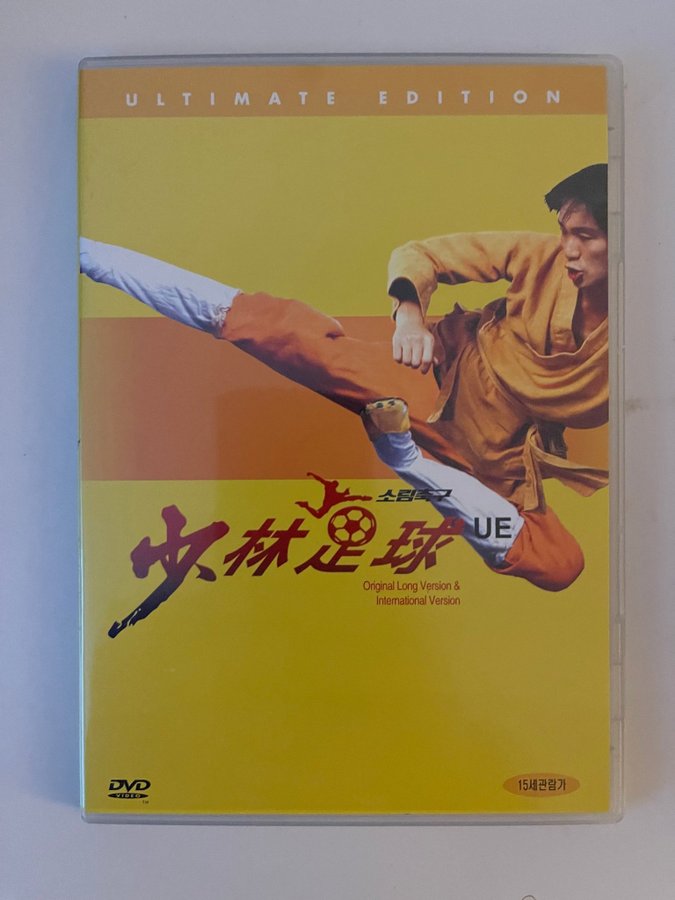 ULTIMATE EDITION
소림축구
少林足球 UE
Original Long Version &
International Version
DVD
VIDEO
TM
15세관람가